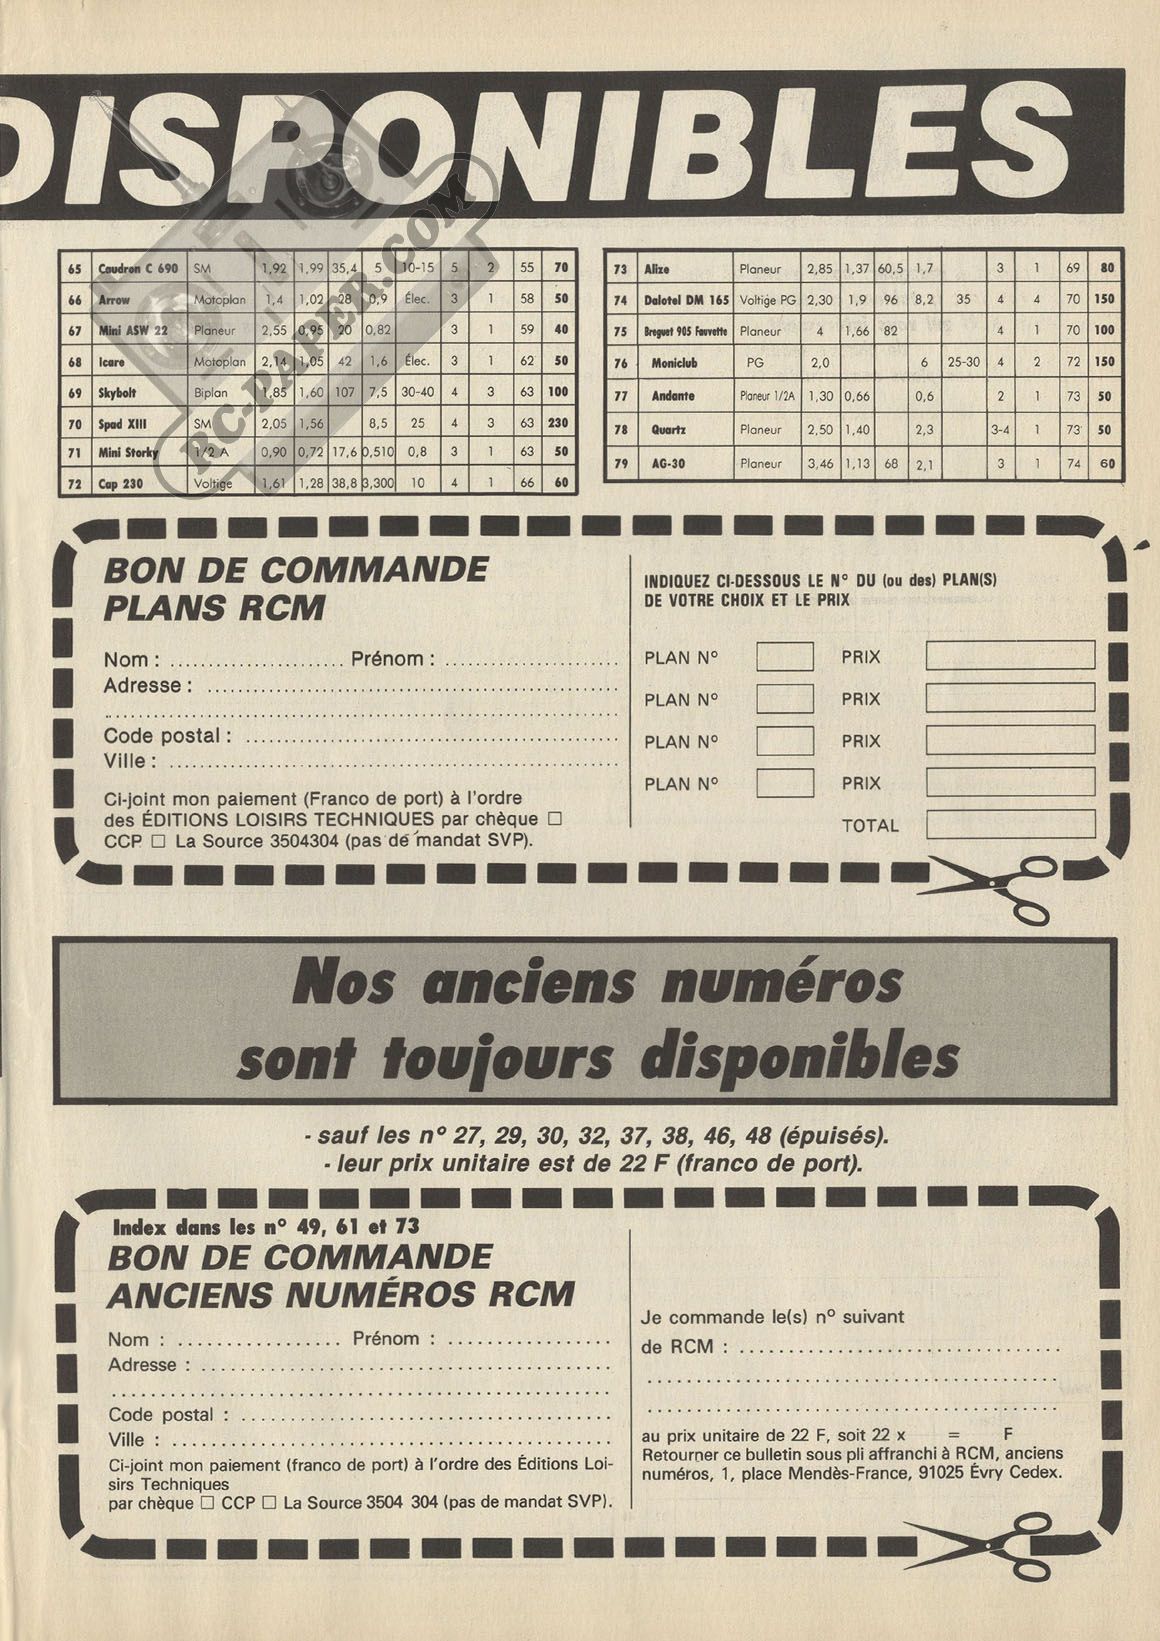 DISPONIBLES
RC-PAPER.COM
65 Caudron C 690 SM 1,92 1,99 35,4 5 10-15 5 2 55 70
66 Arrow Motoplan 1,4 1,02 28 0,9 Élec. 3 1 58 50
67 Mini ASW 22 Planeur 2,55 0,95 20 0,82 3 1 59 40
68 Icare Motoplan 2,14 1,05 42 1,6 Élec. 3 1 62 50
69 Skybolt Biplan 1,85 1,60 107 7,5 30-40 4 3 63 100
70 Spad XIII SM 2,05 1,56 8,5 25 4 3 63 230
71 Mini Storky 1/2 A 0,90 0,72 17,6 0,510 0,8 3 1 63 50
72 Cap 230 Voltige 1,61 1,28 38,8 3,300 10 4 1 66 60
73 Alize Planeur 2,85 1,37 60,5 1,7 3 1 69 80
74 Dalotel DM 165 Voltige PG 2,30 1,9 96 8,2 35 4 4 70 150
75 Breguet 905 Fauvette Planeur 4 1,66 82 4 1 70 100
76 Moniclub PG 2,0 6 25-30 4 2 72 150
77 Andante Planeur 1/2A 1,30 0,66 0,6 2 1 73 50
78 Quartz Planeur 2,50 1,40 2,3 3-4 1 73 50
79 AG-30 Planeur 3,46 1,13 68 2,1 3 1 74 60
BON DE COMMANDE
PLANS RCM
Nom : ...................... Prénom : ......................
Adresse : ....................................................
..............................................................
Code postal : ................................................
Ville : ......................................................
Ci-joint mon paiement (Franco de port) à l'ordre
des ÉDITIONS LOISIRS TECHNIQUES par chèque □
CCP □ La Source 3504304 (pas de mandat SVP).
INDIQUEZ CI-DESSOUS LE N° DU (ou des) PLAN(S)
DE VOTRE CHOIX ET LE PRIX
PLAN N° PRIX
PLAN N° PRIX
PLAN N° PRIX
PLAN N° PRIX
TOTAL
Nos anciens numéros
sont toujours disponibles
- sauf les n° 27, 29, 30, 32, 37, 38, 46, 48 (épuisés).
- leur prix unitaire est de 22 F (franco de port).
Index dans les n° 49, 61 et 73
BON DE COMMANDE
ANCIENS NUMÉROS RCM
Nom : ................. Prénom : .................
Adresse : ..........................................
....................................................
Code postal : ......................................
Ville : ............................................
Ci-joint mon paiement (franco de port) à l'ordre des Éditions Loi-
sirs Techniques
par chèque □ CCP □ La Source 3504 304 (pas de mandat SVP).
Je commande le(s) n° suivant
de RCM : .................................
..........................................
..........................................
au prix unitaire de 22 F, soit 22 x = F
Retourner ce bulletin sous pli affranchi à RCM, anciens
numéros, 1, place Mendès-France, 91025 Évry Cedex.